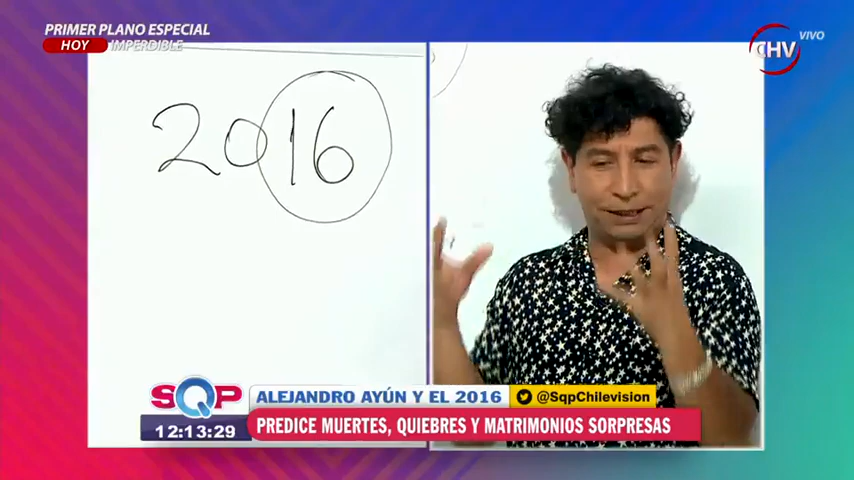 PRIMER PLANO ESPECIAL
HOY IMPERDIBLE
CHV VIVO
2016
SQP
ALEJANDRO AYÚN Y EL 2016
@SqpChilevision
12:13:29
PREDICE MUERTES, QUIEBRES Y MATRIMONIOS SORPRESAS